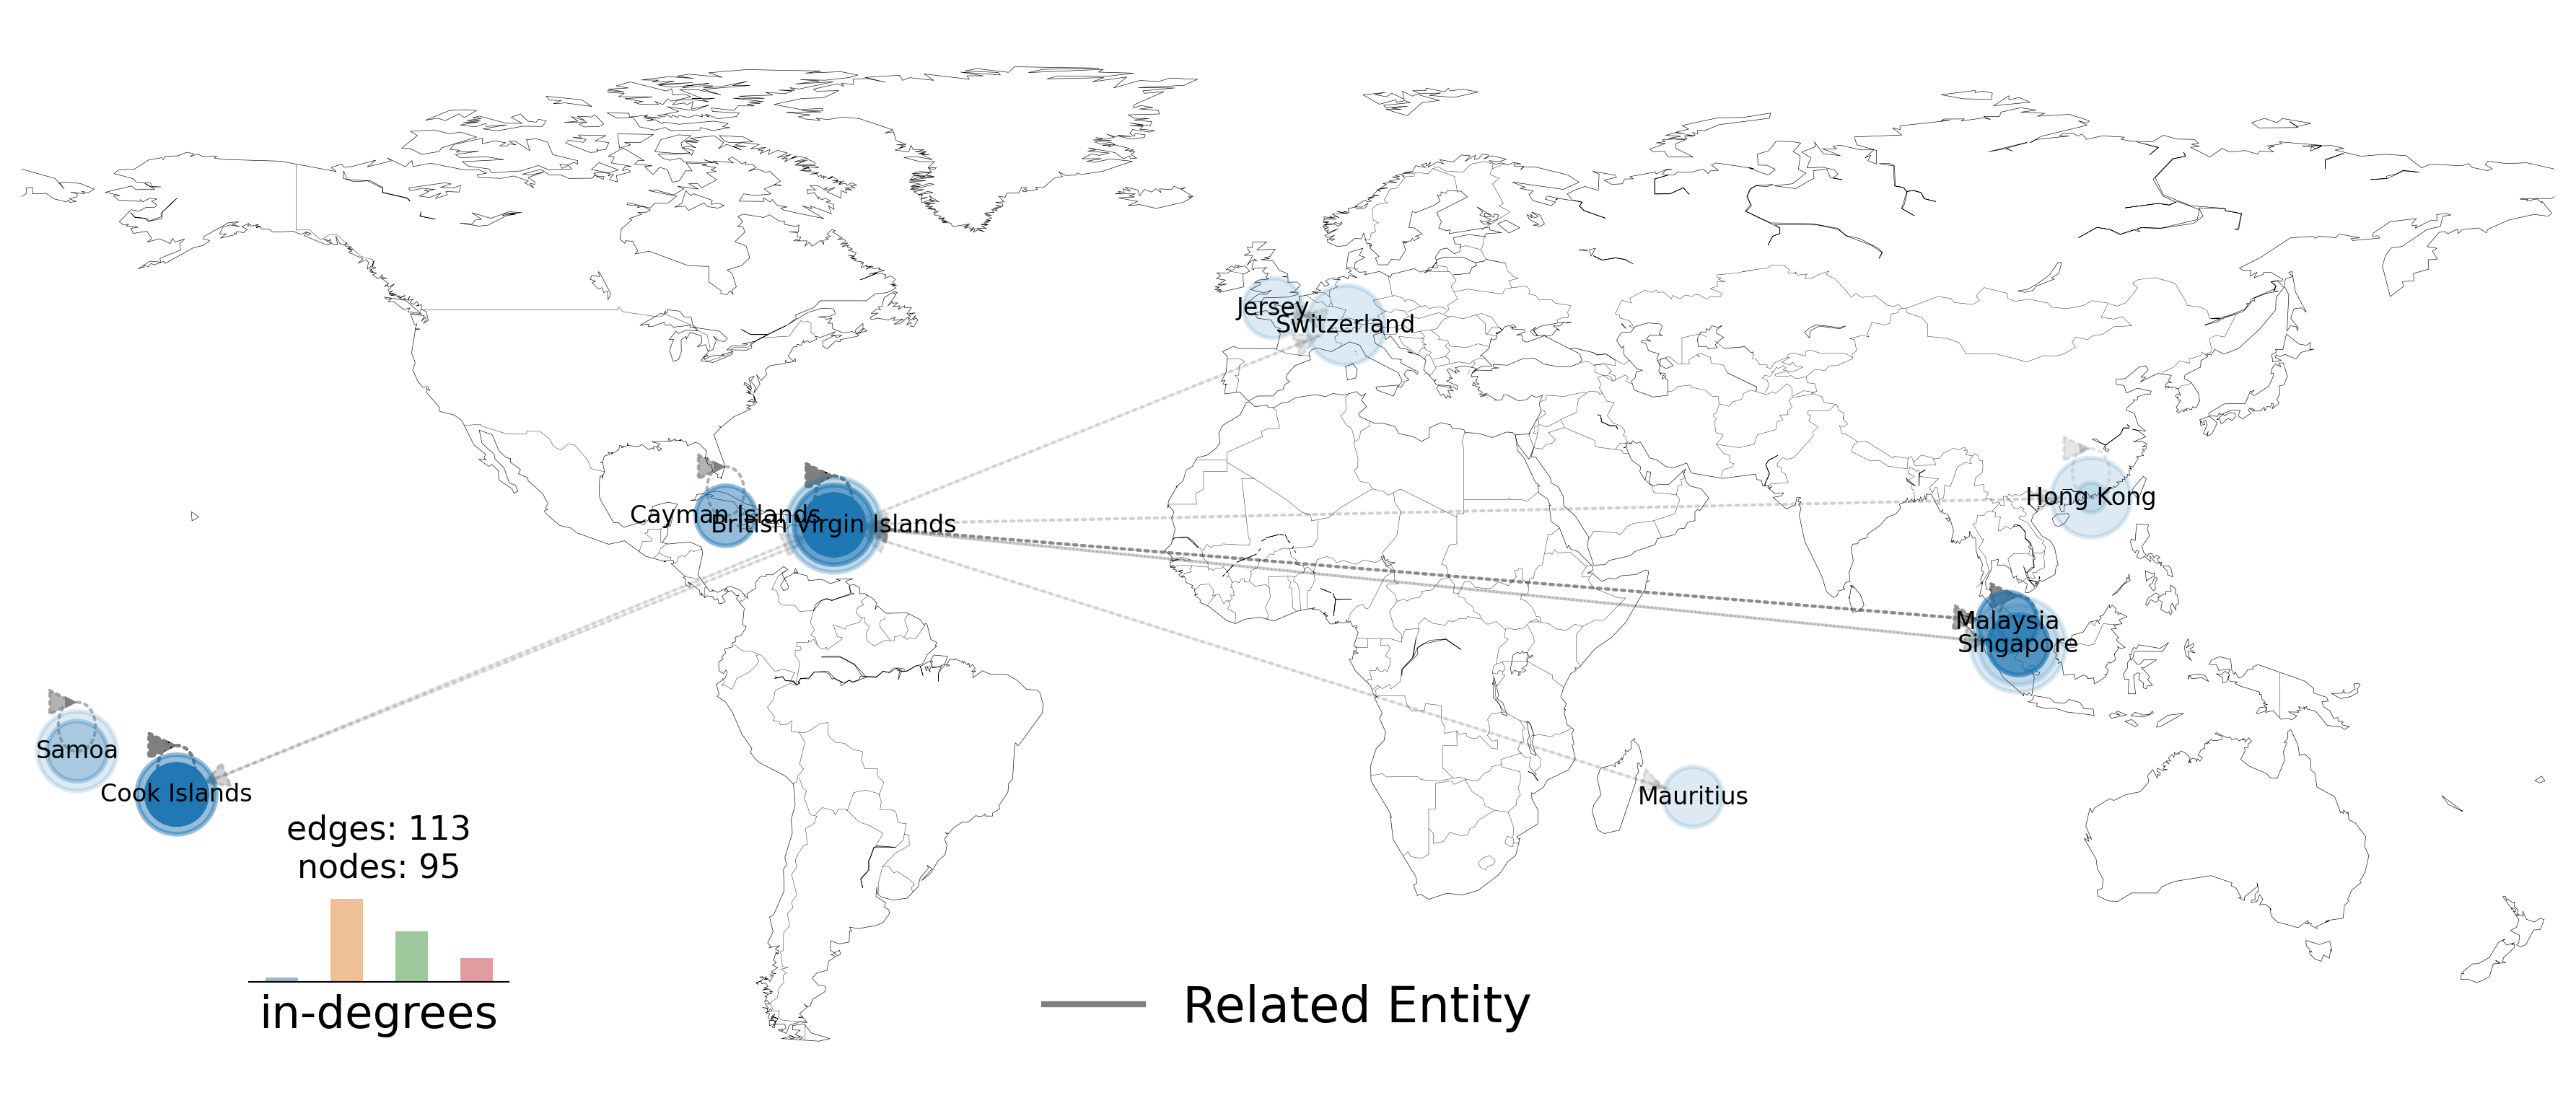 Jersey
Switzerland
Hong Kong
Cayman Islands
British Virgin Islands
Malaysia
Singapore
Samoa
Cook Islands
Mauritius
edges: 113
nodes: 95
in-degrees
Related Entity